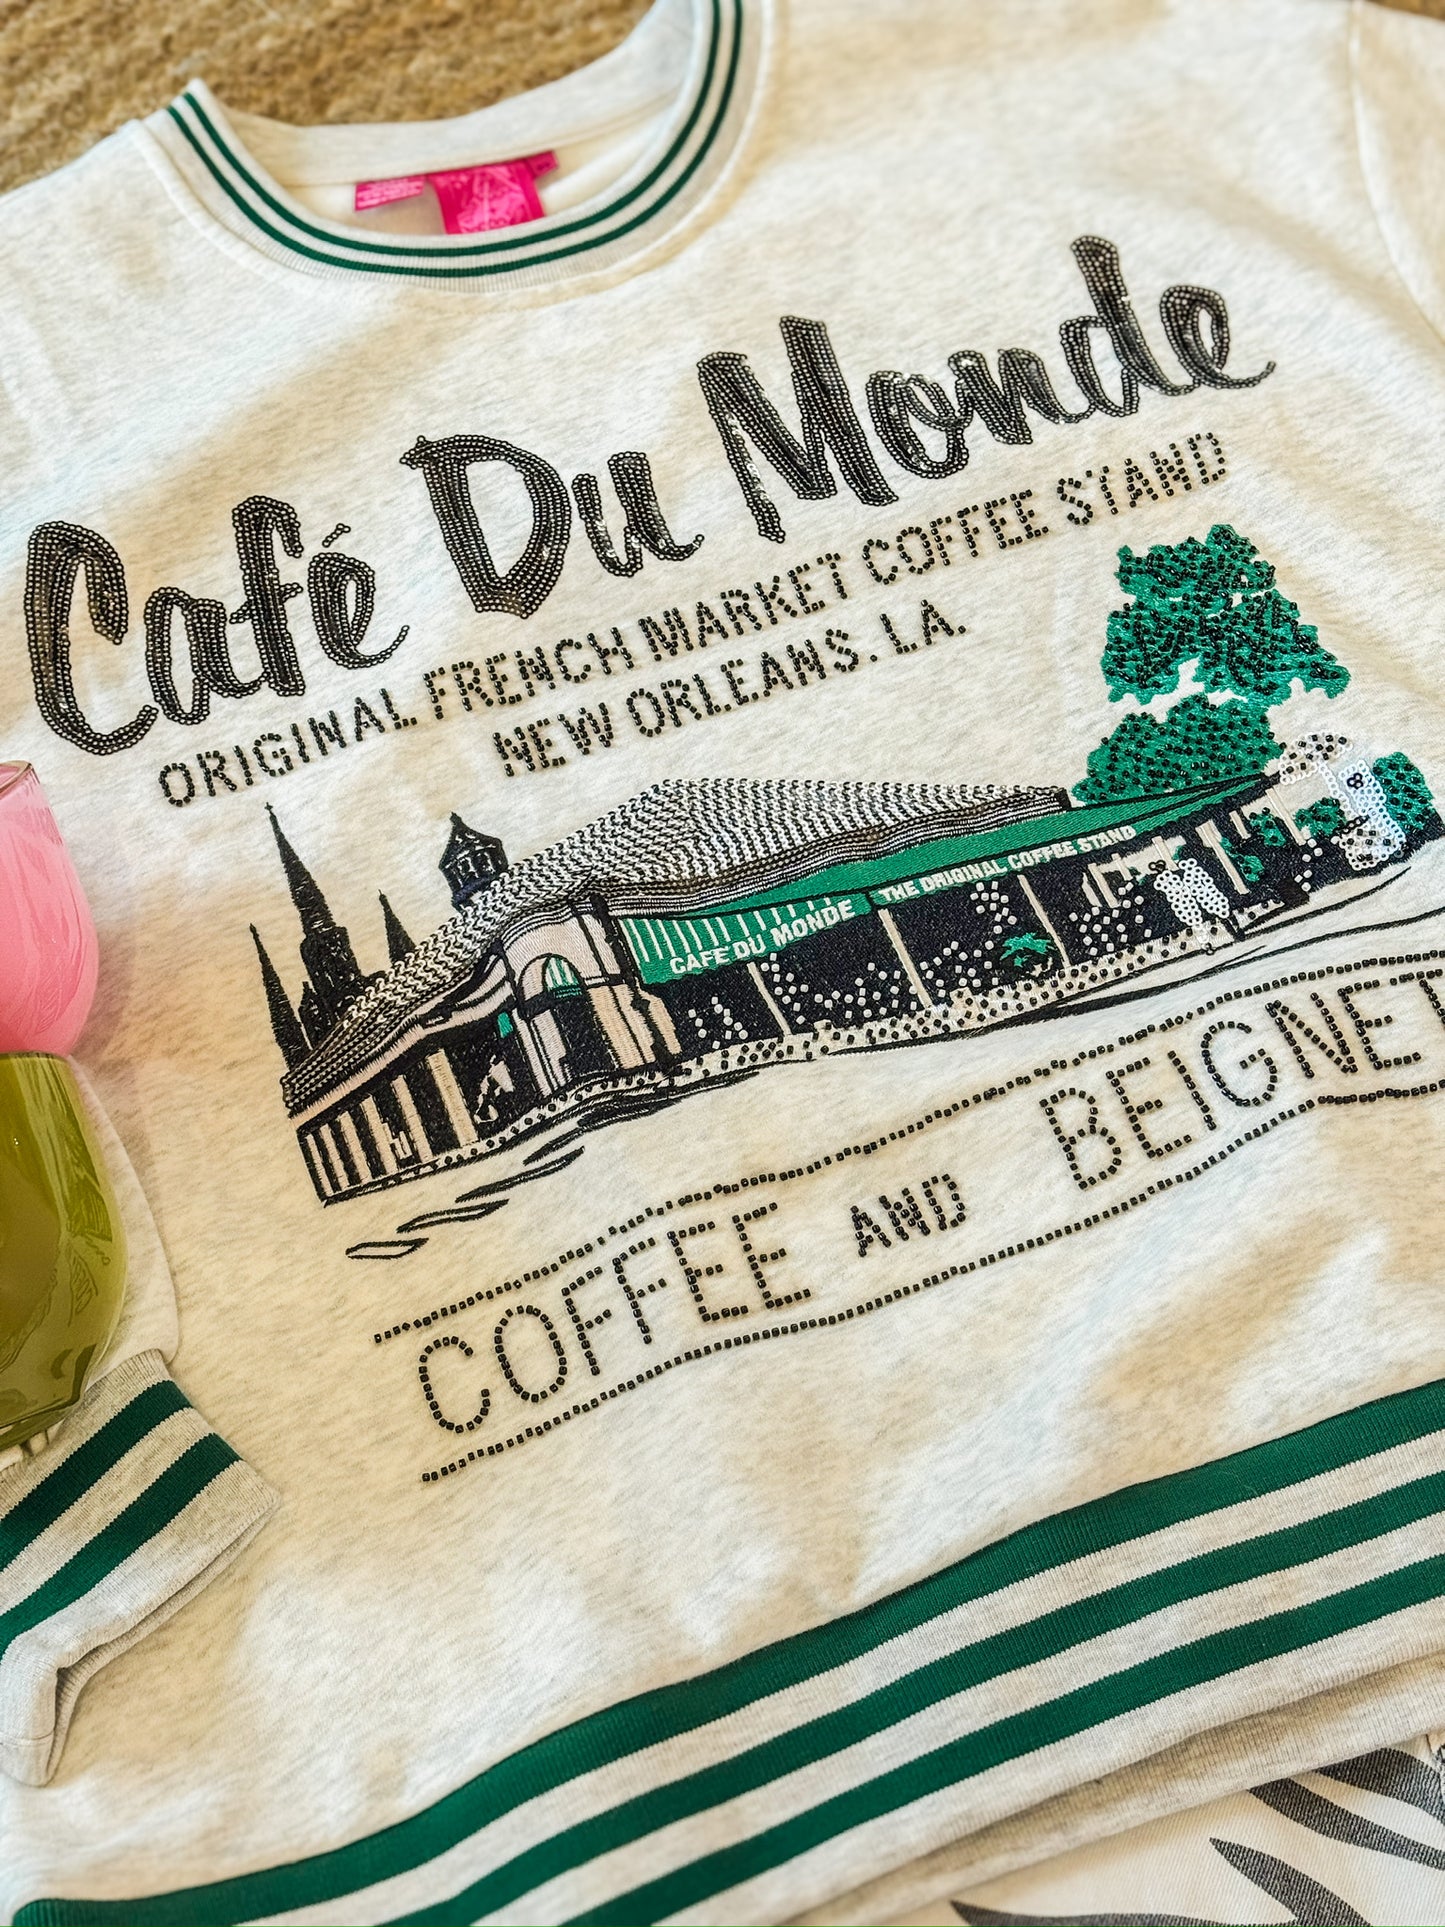 Café Du Monde
ORIGINAL FRENCH MARKET COFFEE STAND
NEW ORLEANS. LA.
CAFE DU MONDE THE ORIGINAL COFFEE STAND
COFFEE AND BEIGNET